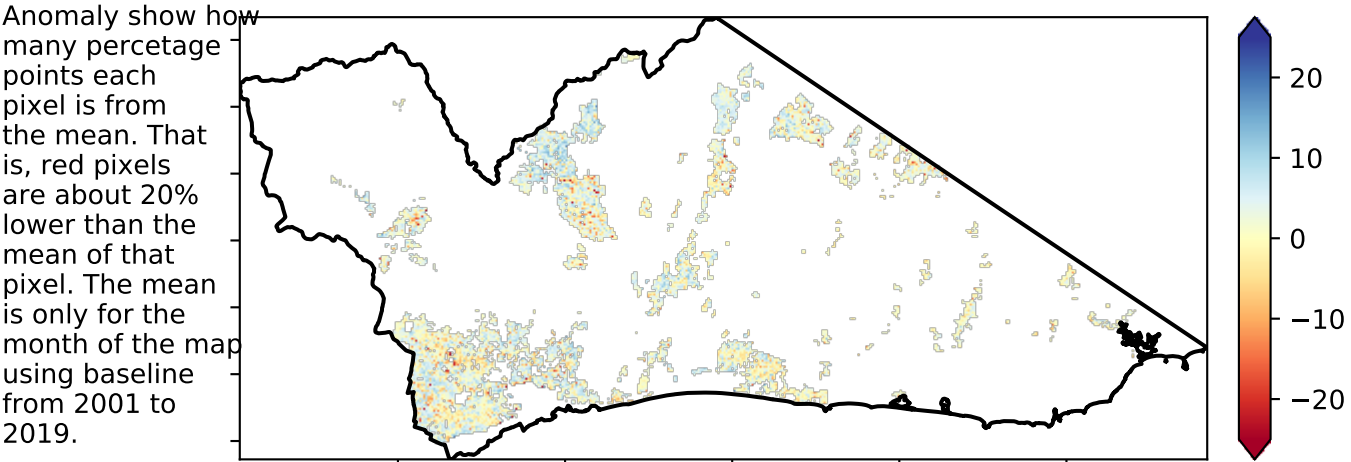 Anomaly show how
many percetage
points each
pixel is from
the mean. That
is, red pixels
are about 20%
lower than the
mean of that
pixel. The mean
is only for the
month of the map
using baseline
from 2001 to
2019.
20
10
0
−10
−20